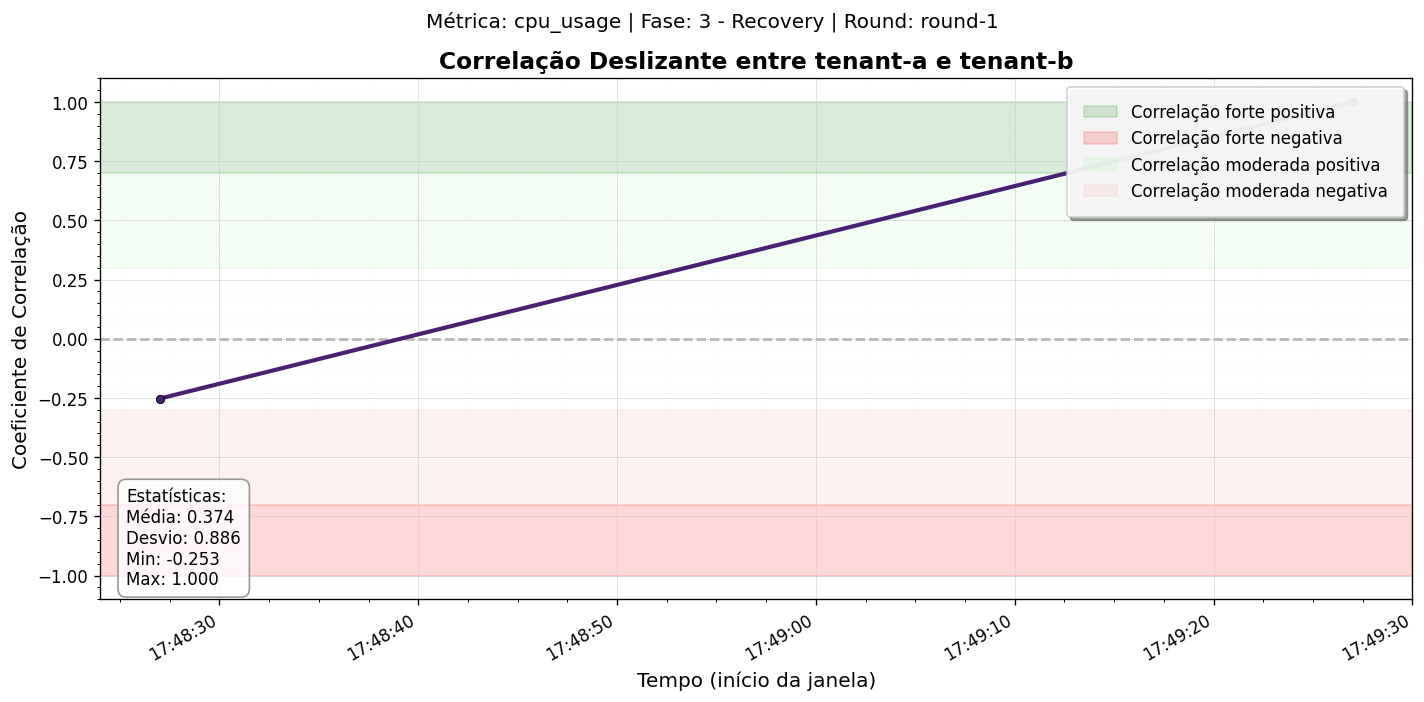 Métrica: cpu_usage | Fase: 3 - Recovery | Round: round-1
Correlação Deslizante entre tenant-a e tenant-b
Coeficiente de Correlação
1.00
0.75
0.50
0.25
0.00
−0.25
−0.50
−0.75
−1.00
Correlação forte positiva
Correlação forte negativa
Correlação moderada positiva
Correlação moderada negativa
Estatísticas:
Média: 0.374
Desvio: 0.886
Min: -0.253
Max: 1.000
17:48:30
17:48:40
17:48:50
17:49:00
17:49:10
17:49:20
17:49:30
Tempo (início da janela)